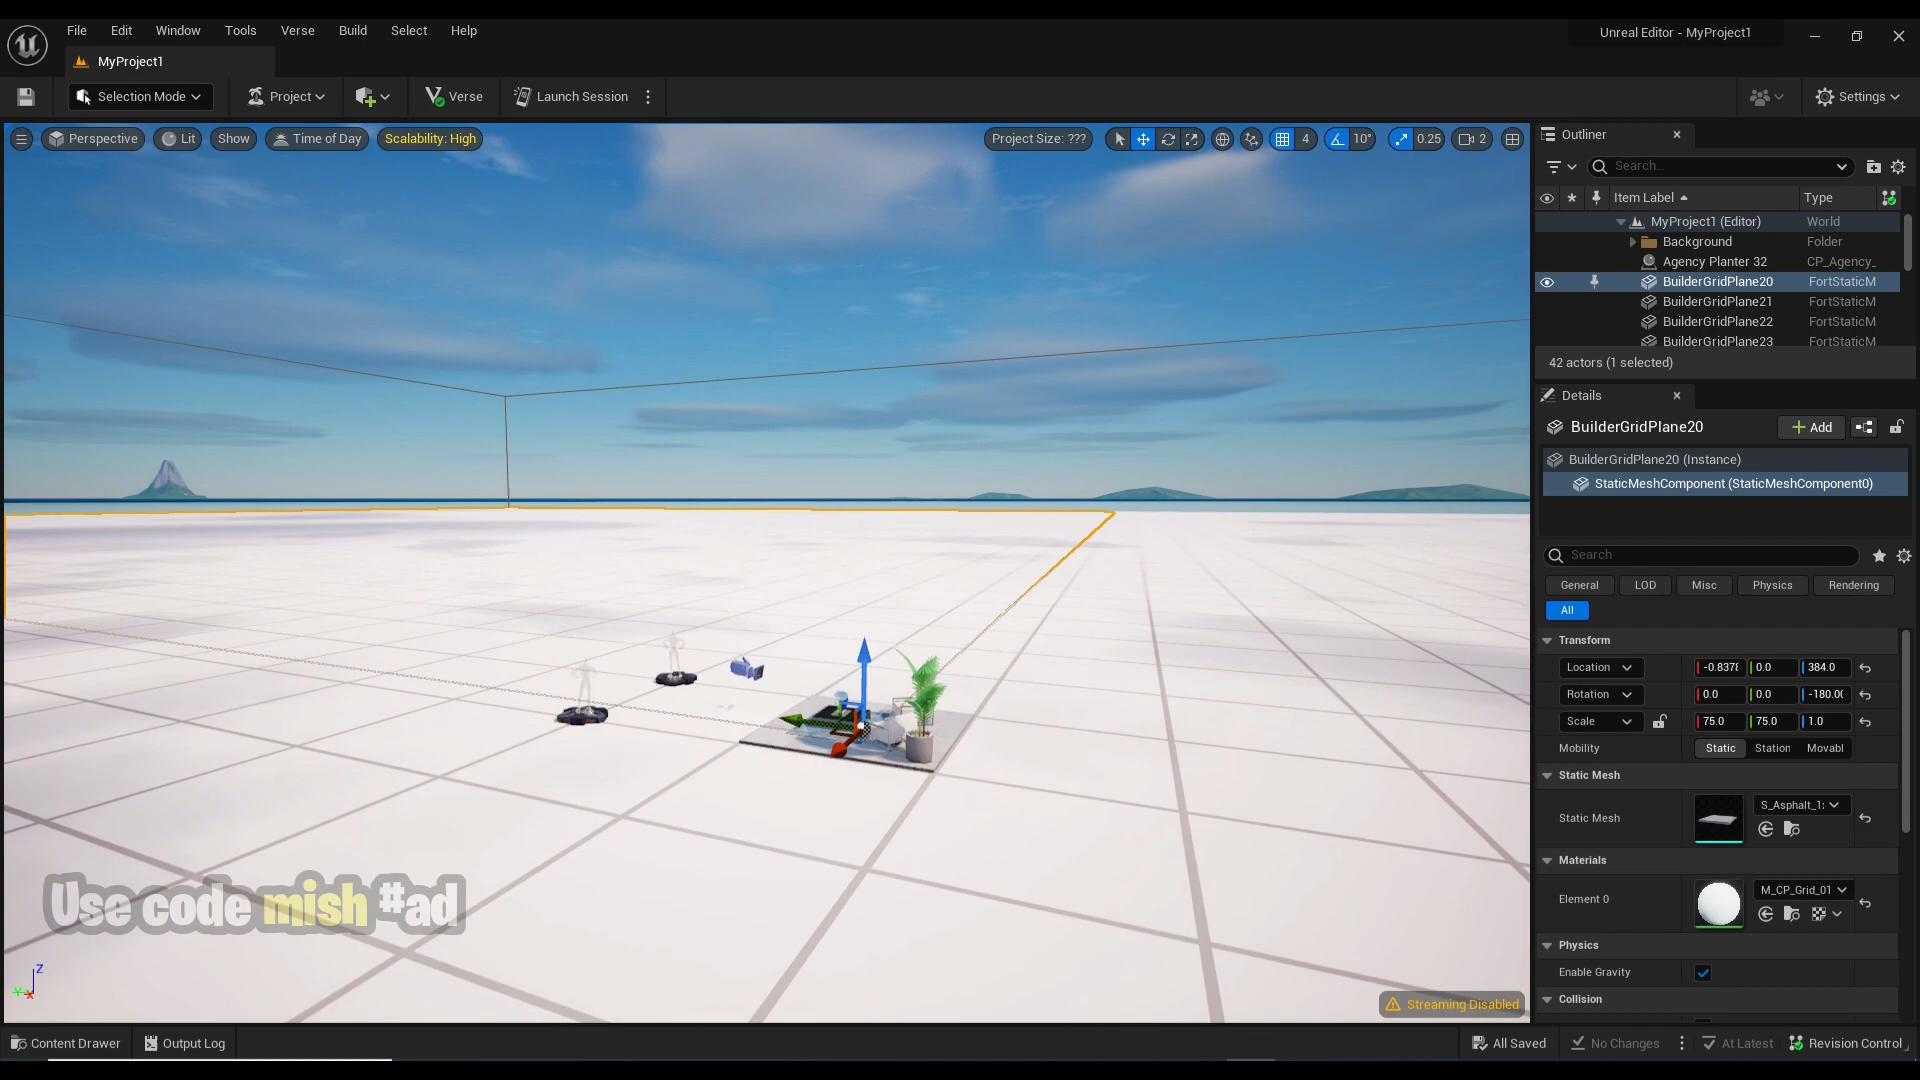 File Edit Window Tools Verse Build Select Help
Unreal Editor - MyProject1
MyProject1
Selection Mode Project Verse Launch Session Settings
Perspective Lit Show Time of Day Scalability: High Project Size: ??? 4 10° 0.25 2
Outliner
Search...
Item Label Type
MyProject1 (Editor) World
Background Folder
Agency Planter 32 CP_Agency_
BuilderGridPlane20 FortStaticM
BuilderGridPlane21 FortStaticM
BuilderGridPlane22 FortStaticM
BuilderGridPlane23 FortStaticM
42 actors (1 selected)
Details
BuilderGridPlane20 Add
BuilderGridPlane20 (Instance)
StaticMeshComponent (StaticMeshComponent0)
Search
General LOD Misc Physics Rendering
All
Transform
Location -0.8378 0.0 384.0
Rotation 0.0 0.0 -180.00
Scale 75.0 75.0 1.0
Mobility Static Station Movabl
Static Mesh
Static Mesh S_Asphalt_1:
Materials
Element 0 M_CP_Grid_01
Physics
Enable Gravity
Collision
Use code mish #ad
Z
Y X
Streaming Disabled
Content Drawer Output Log All Saved No Changes At Latest Revision Control